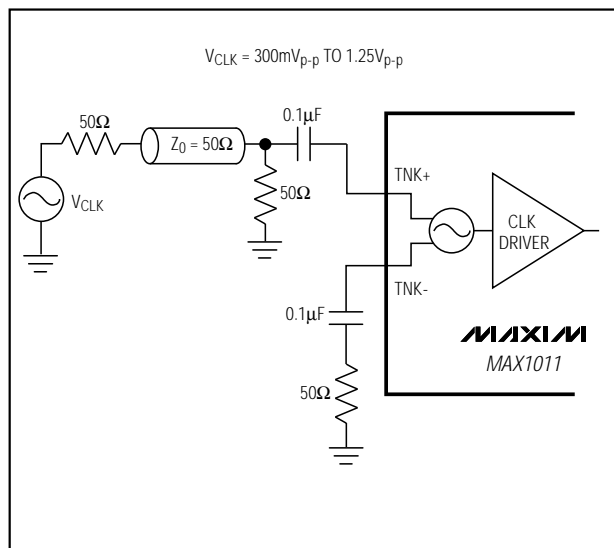 V_CLK = 300mV_p-p TO 1.25V_p-p
50Ω
Z_0 = 50Ω
0.1μF
V_CLK
50Ω
TNK+
CLK
DRIVER
TNK-
0.1μF
MAXIM
MAX1011
50Ω